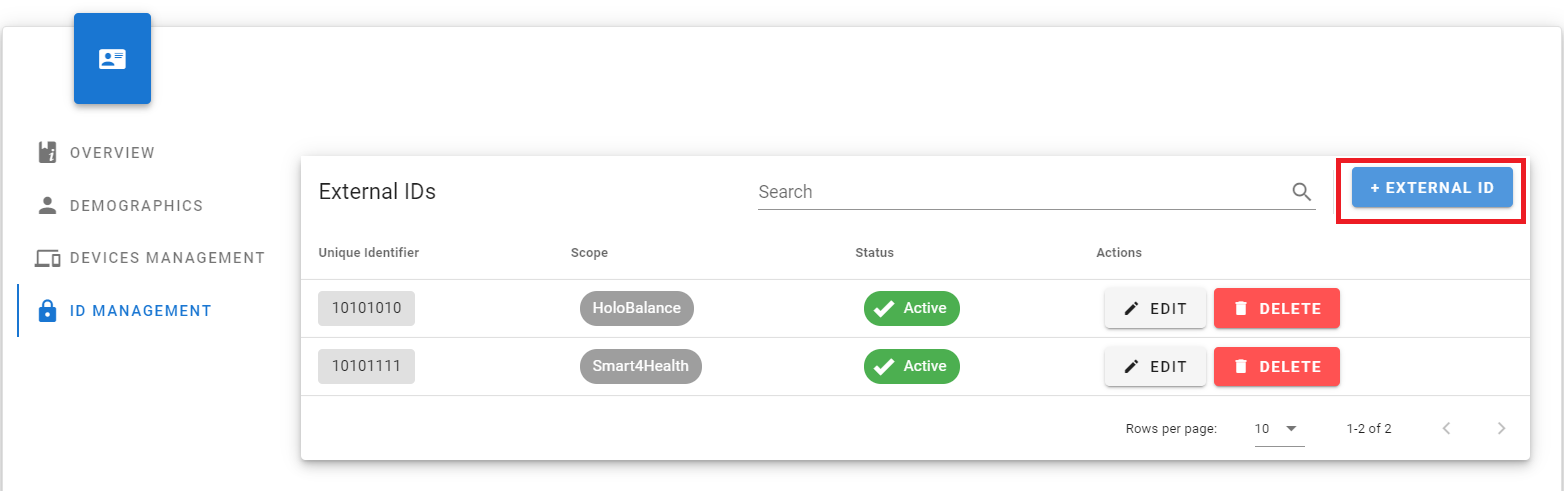 OVERVIEW
DEMOGRAPHICS
DEVICES MANAGEMENT
ID MANAGEMENT
External IDs Search + EXTERNAL ID
Unique Identifier Scope Status Actions
10101010 HoloBalance Active EDIT DELETE
10101111 Smart4Health Active EDIT DELETE
Rows per page: 10 1-2 of 2